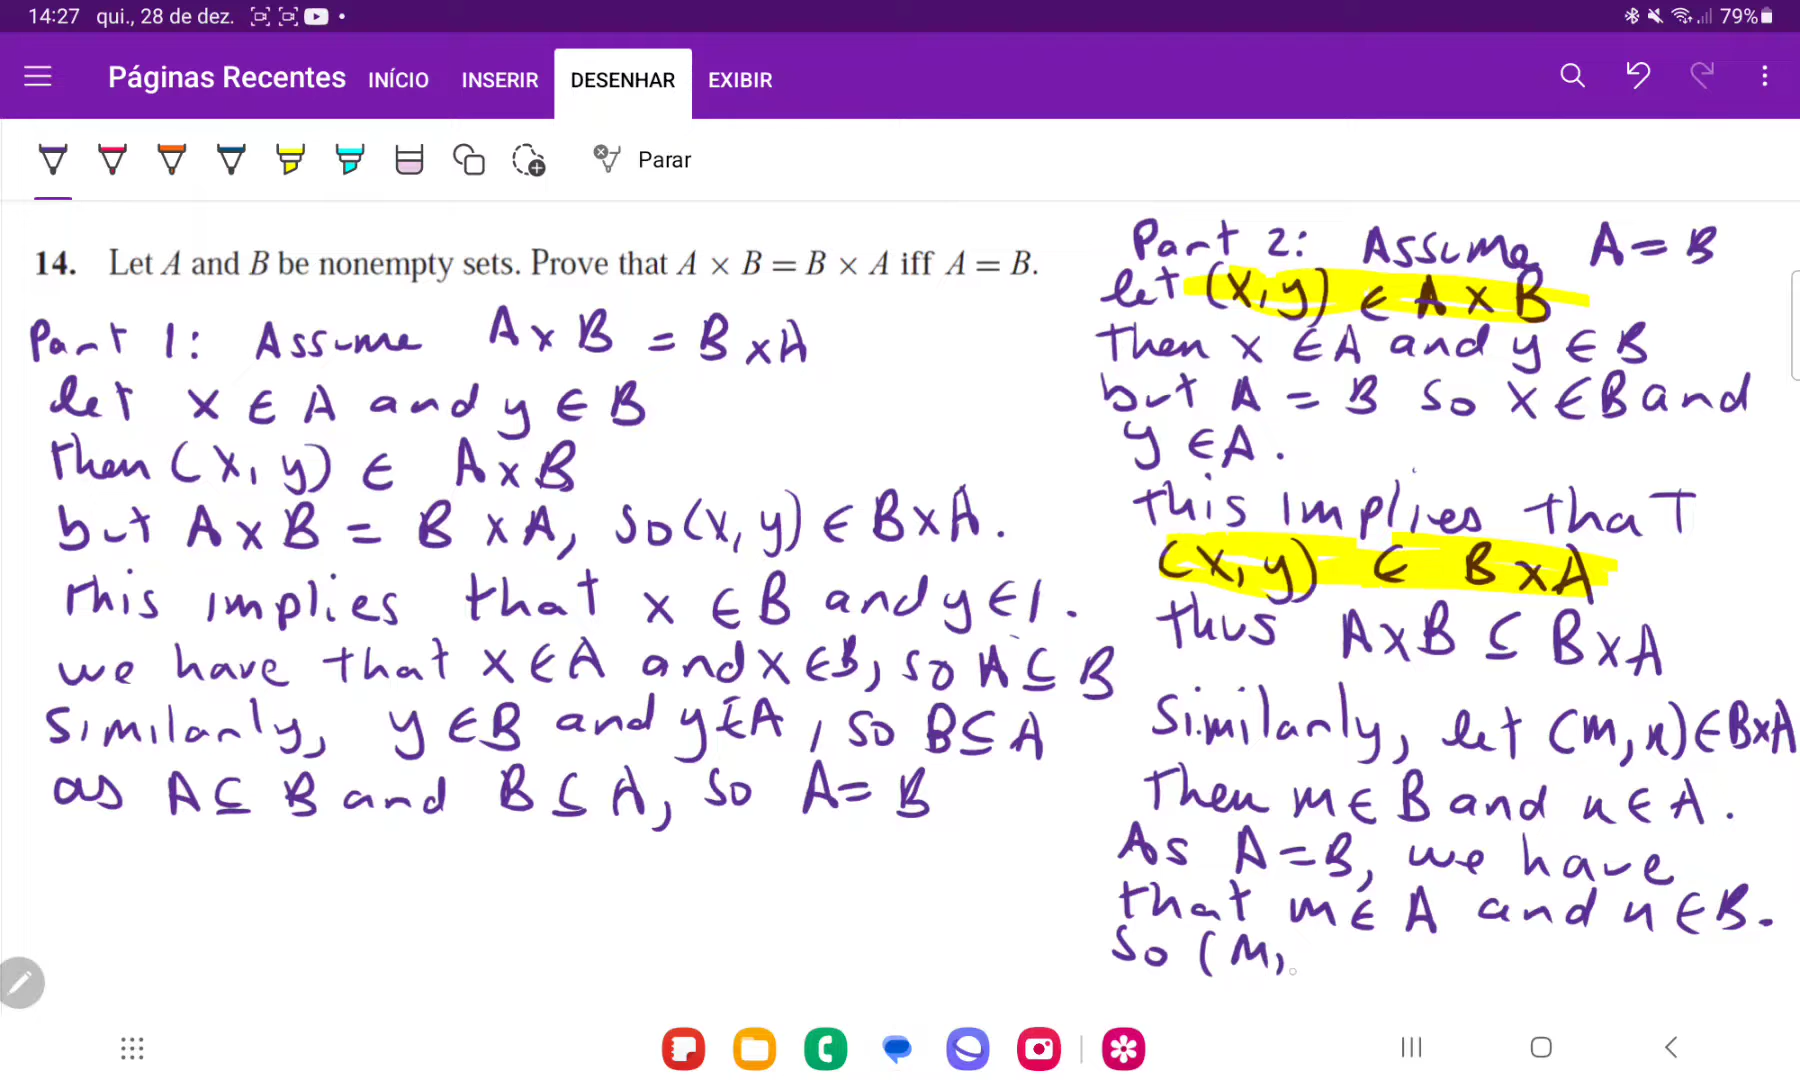 14:27 qui., 28 de dez.
79%
Páginas Recentes INÍCIO INSERIR DESENHAR EXIBIR
Parar
14. Let A and B be nonempty sets. Prove that A × B = B × A iff A = B.
Part 1: Assume A × B = B × A
let x ∈ A and y ∈ B
then (x, y) ∈ A × B
but A × B = B × A, so (x, y) ∈ B × A.
this implies that x ∈ B and y ∈ 1.
we have that x ∈ A and x ∈ B, so A ⊆ B
Similarly, y ∈ B and y ∈ A, so B ⊆ A
as A ⊆ B and B ⊆ A, so A = B
Part 2: Assume A = B
let (x, y) ∈ A × B
then x ∈ A and y ∈ B
but A = B so x ∈ B and
y ∈ A.
this implies that
(x, y) ∈ B × A
thus A × B ⊆ B × A
Similarly, let (m, n) ∈ B × A
Then m ∈ B and n ∈ A.
As A = B, we have
that m ∈ A and n ∈ B.
So (m,